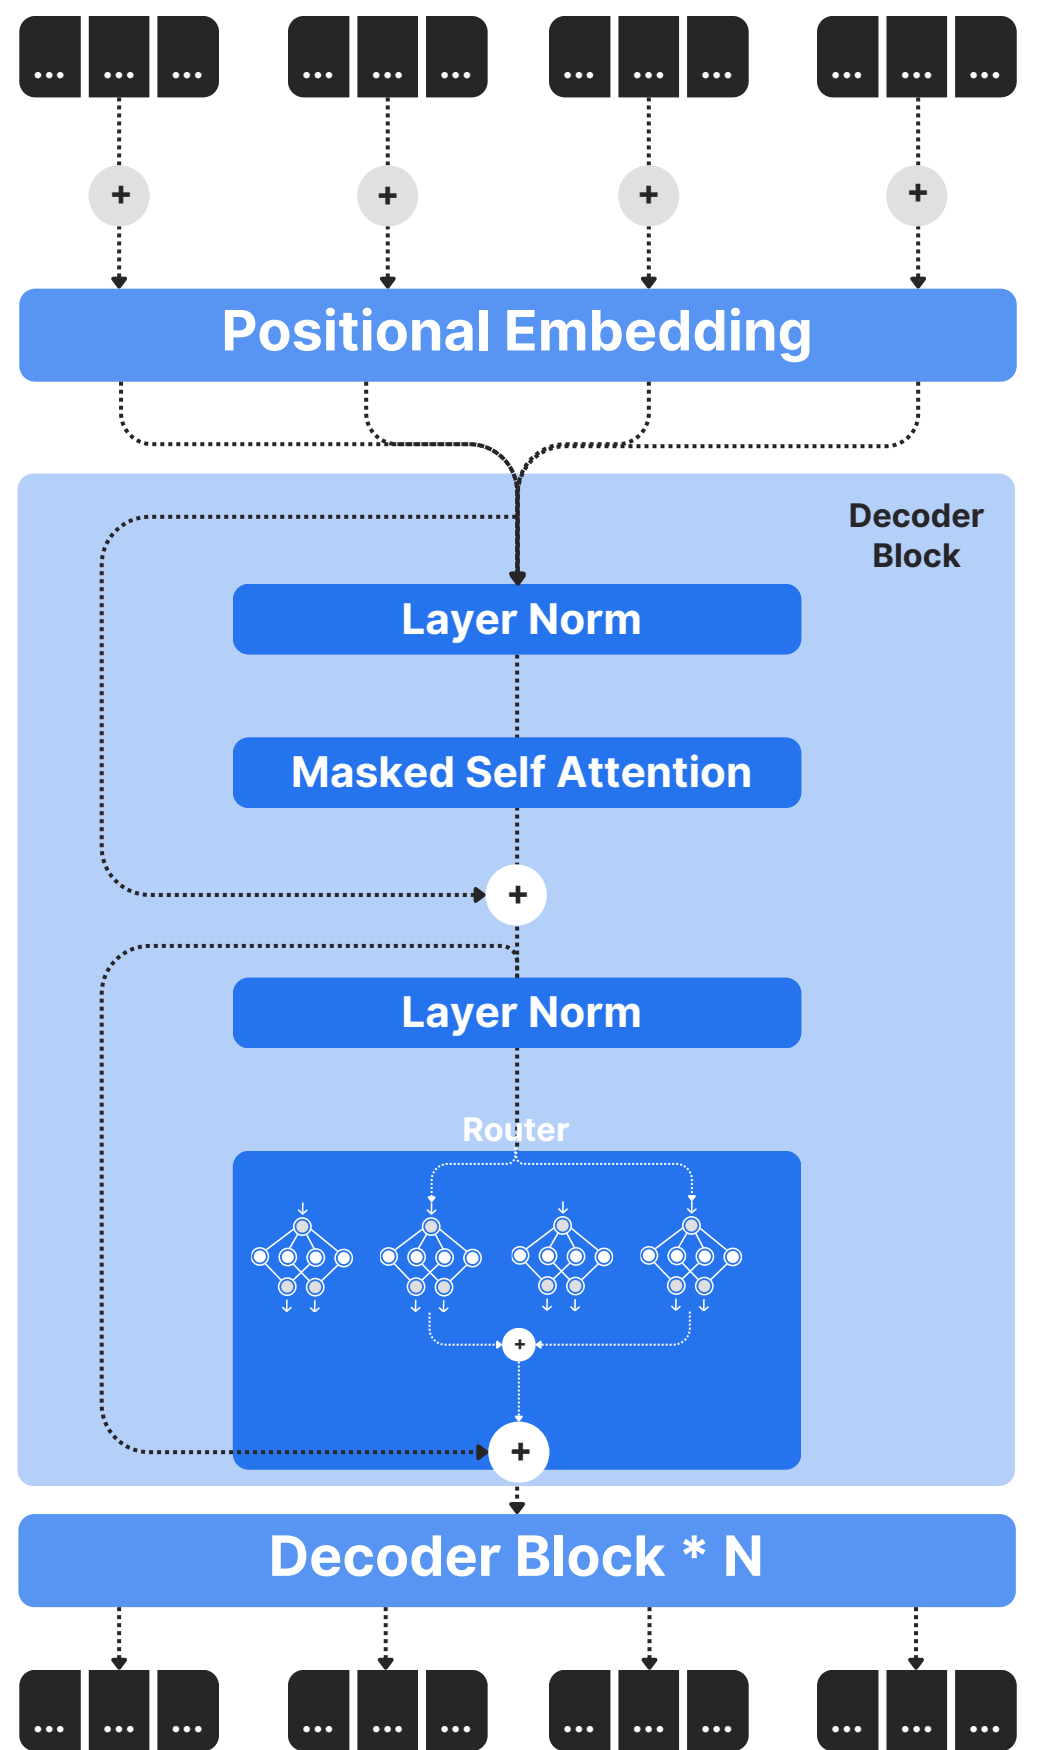 ... ... ... ... ... ... ... ... ... ... ... ...
+ + + +
Positional Embedding
Decoder
Block
Layer Norm
Masked Self Attention
+
Layer Norm
Router
+
+
Decoder Block * N
... ... ... ... ... ... ... ... ... ... ... ...